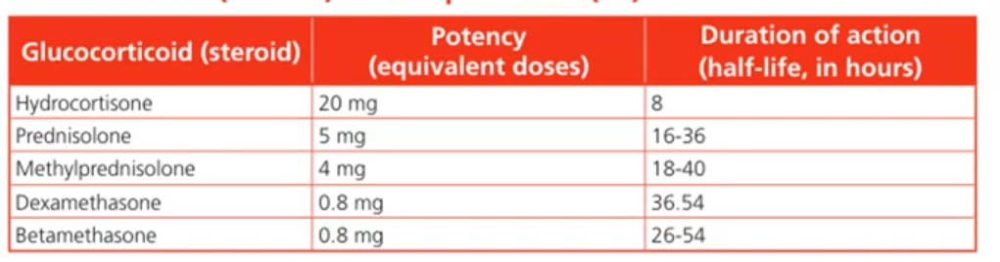 Glucocorticoid (steroid) Potency (equivalent doses) Duration of action (half-life, in hours)
Hydrocortisone 20 mg 8
Prednisolone 5 mg 16-36
Methylprednisolone 4 mg 18-40
Dexamethasone 0.8 mg 36.54
Betamethasone 0.8 mg 26-54